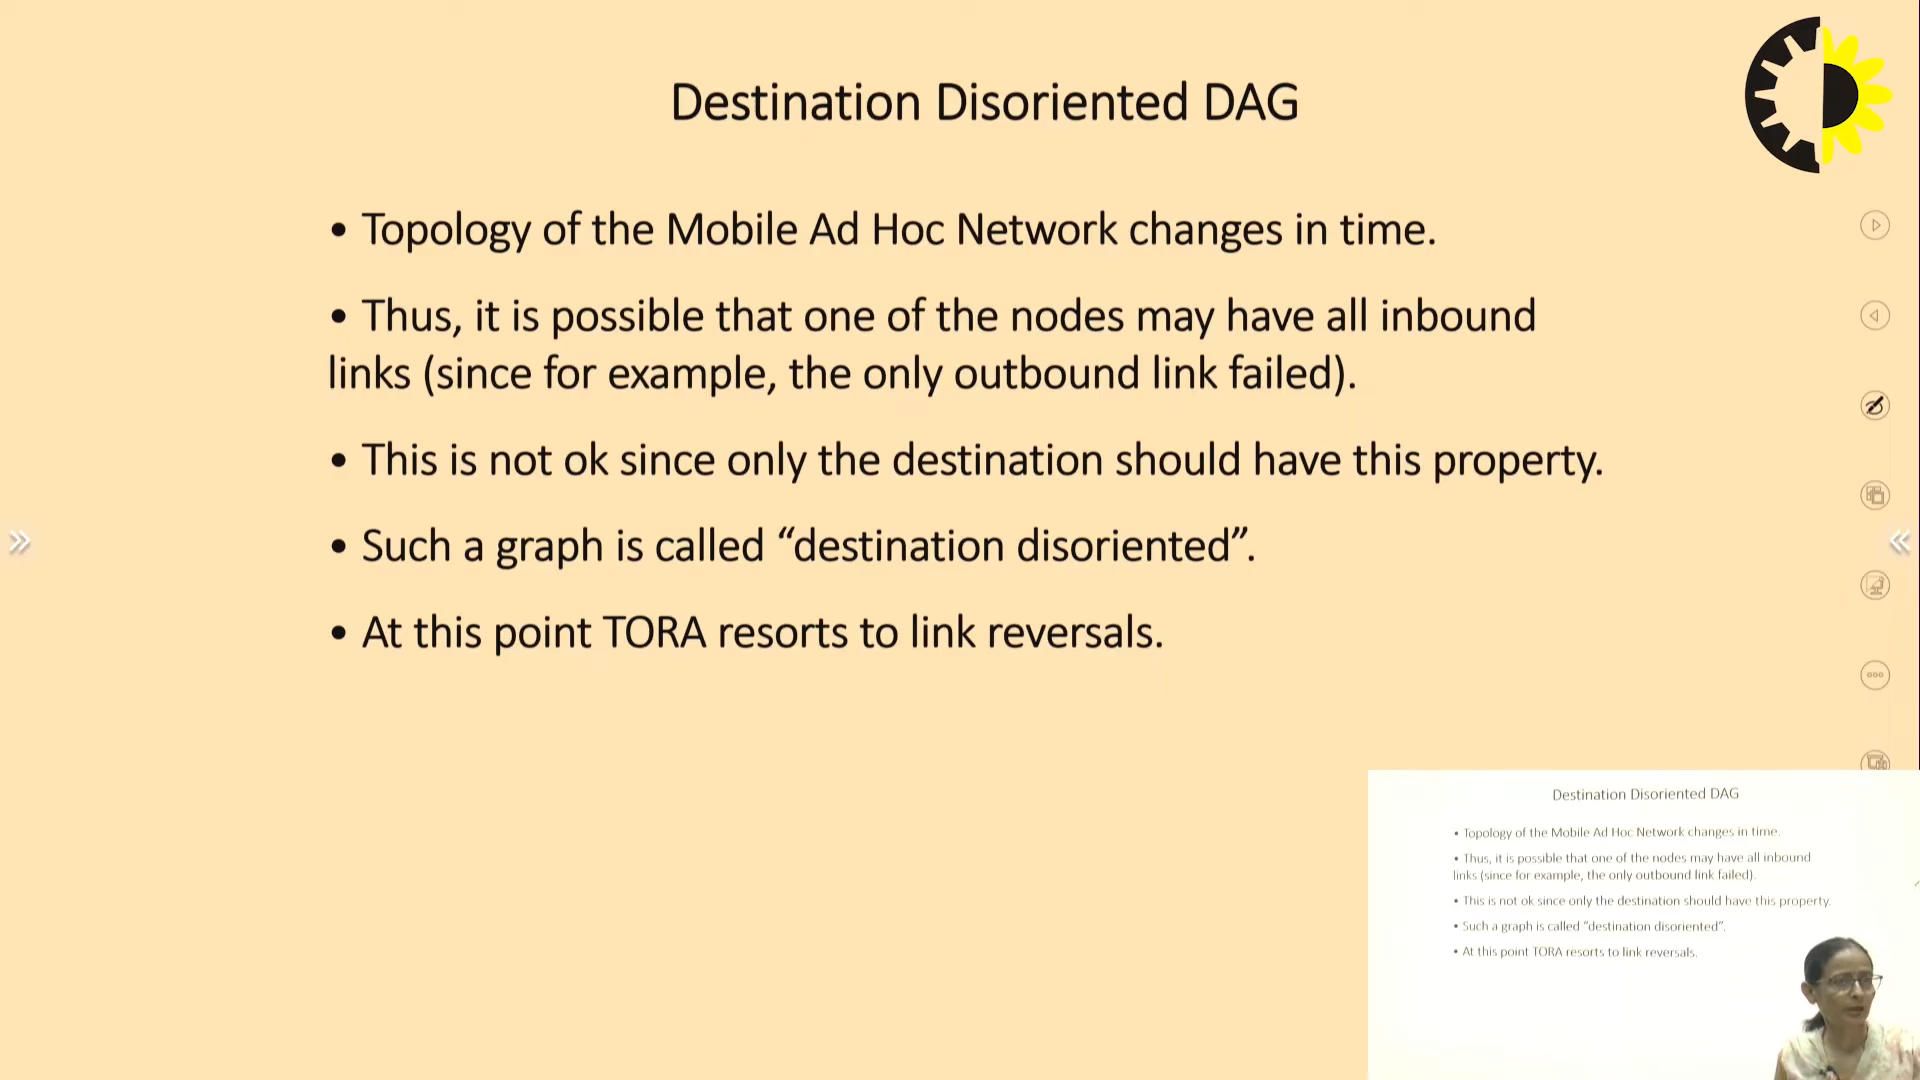 Destination Disoriented DAG
• Topology of the Mobile Ad Hoc Network changes in time.
• Thus, it is possible that one of the nodes may have all inbound
links (since for example, the only outbound link failed).
• This is not ok since only the destination should have this property.
• Such a graph is called “destination disoriented”.
• At this point TORA resorts to link reversals.
Destination Disoriented DAG
• Topology of the Mobile Ad Hoc Network changes in time.
• Thus, it is possible that one of the nodes may have all inbound
links (since for example, the only outbound link failed).
• This is not ok since only the destination should have this property.
• Such a graph is called “destination disoriented”.
• At this point TORA resorts to link reversals.